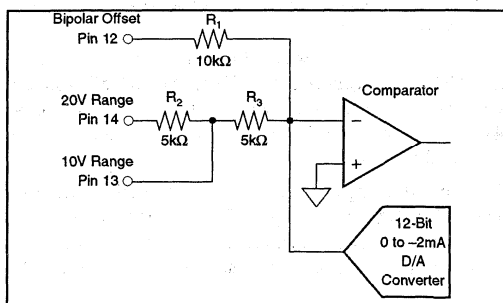 Bipolar Offset
Pin 12
R1
10kΩ
Comparator
20V Range
Pin 14
R2
5kΩ
R3
5kΩ
10V Range
Pin 13
−
+
12-Bit
0 to –2mA
D/A
Converter